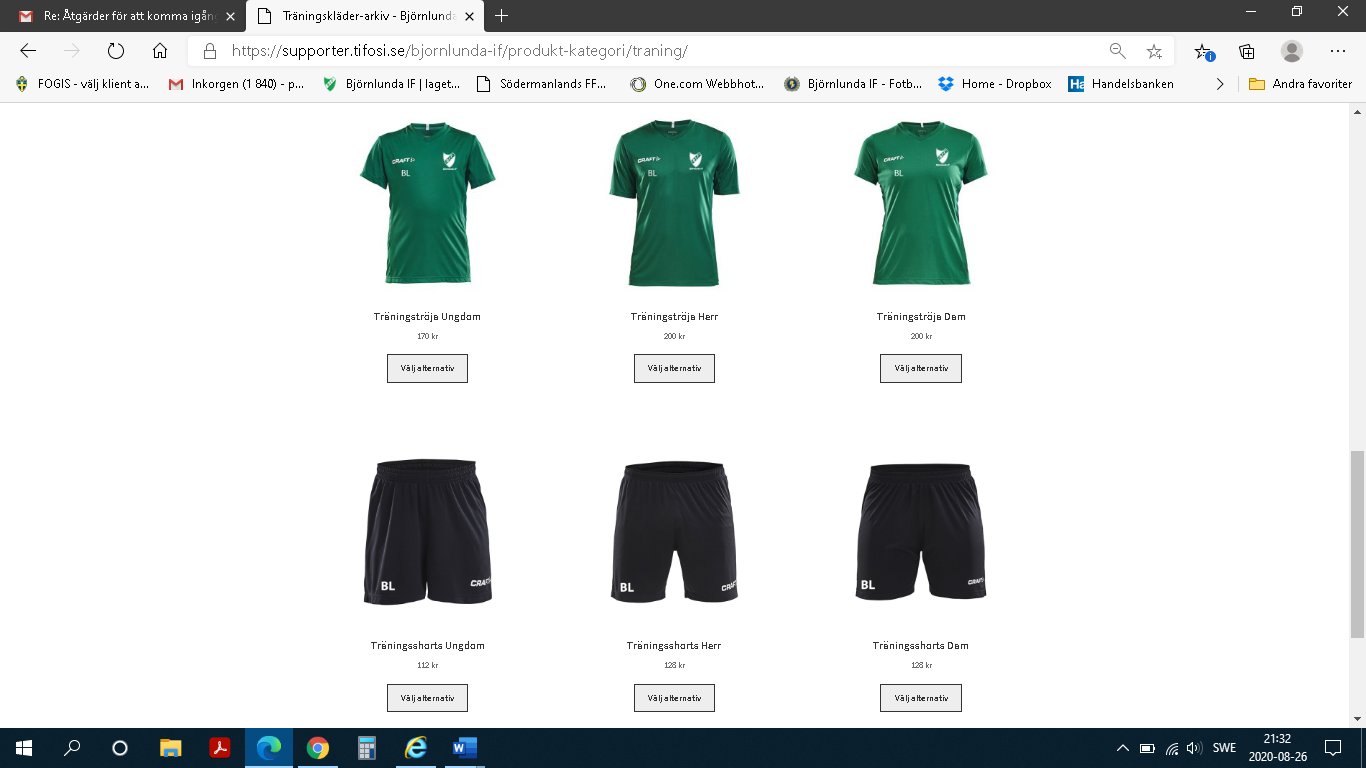 Re: Åtgärder för att komma igån
Träningskläder-arkiv - Björnlunda
https://supporter.tifosi.se/bjornlunda-if/produkt-kategori/traning/
FOGIS - välj klient a...
Inkorgen (1 840) - p...
Björnlunda IF | laget...
Södermanlands FF...
One.com Webbhot...
Björnlunda IF - Fotb...
Home - Dropbox
Handelsbanken
Andra favoriter
CRAFT BL
CRAFT BL
CRAFT BL
Träningströja Ungdom
Träningströja Herr
Träningströja Dam
170 kr
200 kr
200 kr
Välj alternativ
Välj alternativ
Välj alternativ
BL CRAFT
BL CRAFT
BL CRAFT
Träningsshorts Ungdom
Träningsshorts Herr
Träningsshorts Dam
112 kr
128 kr
128 kr
Välj alternativ
Välj alternativ
Välj alternativ
SWE
21:32
2020-08-26